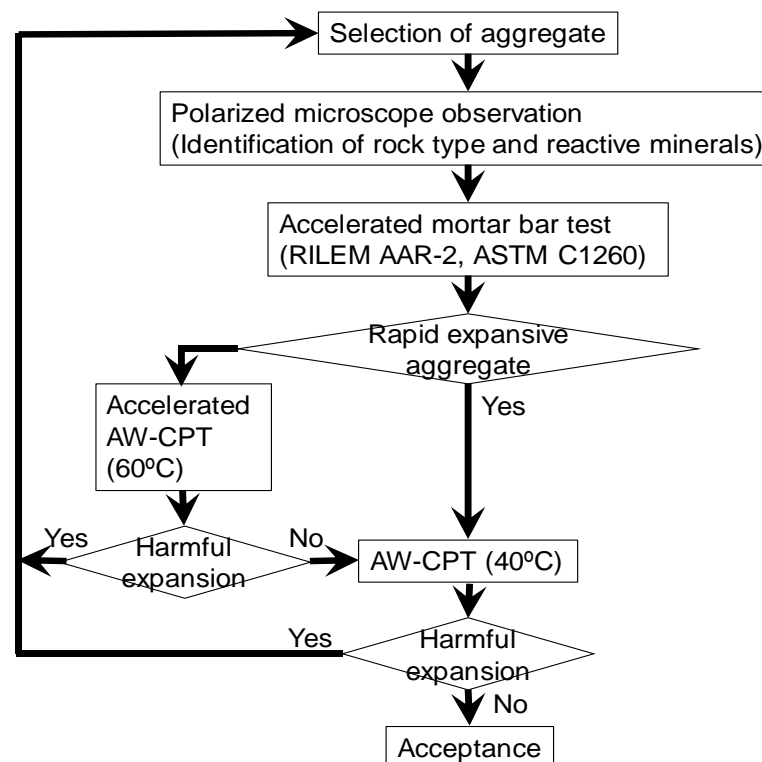 Selection of aggregate
Polarized microscope observation
(Identification of rock type and reactive minerals)
Accelerated mortar bar test
(RILEM AAR-2, ASTM C1260)
Rapid expansive
aggregate
Yes
Accelerated
AW-CPT
(60ºC)
Yes
Harmful
expansion
No
AW-CPT (40ºC)
Yes
Harmful
expansion
No
Acceptance